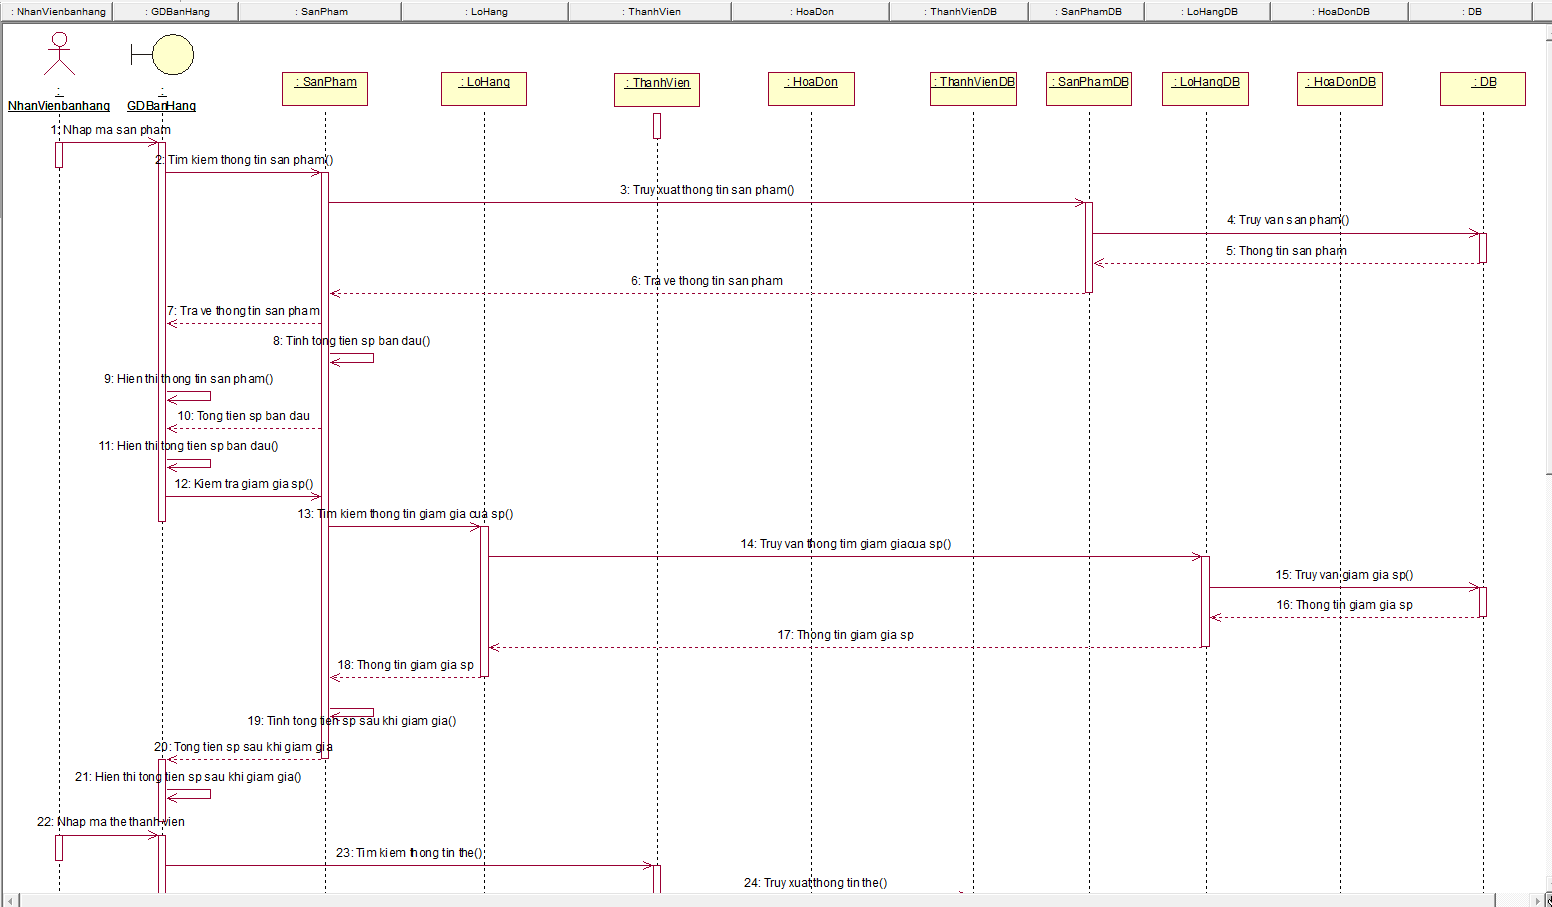 : NhanVienbanhang : GDBanHang : SanPham : LoHang : ThanhVien : HoaDon : ThanhVienDB : SanPhamDB : LoHangDB : HoaDonDB : DB
: SanPham : LoHang : ThanhVien : HoaDon : ThanhVienDB : SanPhamDB : LoHangDB : HoaDonDB : DB
: :
NhanVienbanhang GDBanHang
1: Nhap ma san pham
2: Tim kiem thong tin san pham()
3: Truy xuat thong tin san pham()
4: Truy van san pham()
5: Thong tin san pham
6: Tra ve thong tin san pham
7: Tra ve thong tin san pham
8: Tinh tong tien sp ban dau()
9: Hien thi thong tin san pham()
10: Tong tien sp ban dau
11: Hien thi tong tien sp ban dau()
12: Kiem tra giam gia sp()
13: Tim kiem thong tin giam gia cua sp()
14: Truy van thong tim giam giacua sp()
15: Truy van giam gia sp()
16: Thong tin giam gia sp
17: Thong tin giam gia sp
18: Thong tin giam gia sp
19: Tinh tong tien sp sau khi giam gia()
20: Tong tien sp sau khi giam gia
21: Hien thi tong tien sp sau khi giam gia()
22: Nhap ma the thanh vien
23: Tim kiem thong tin the()
24: Truy xuat thong tin the()